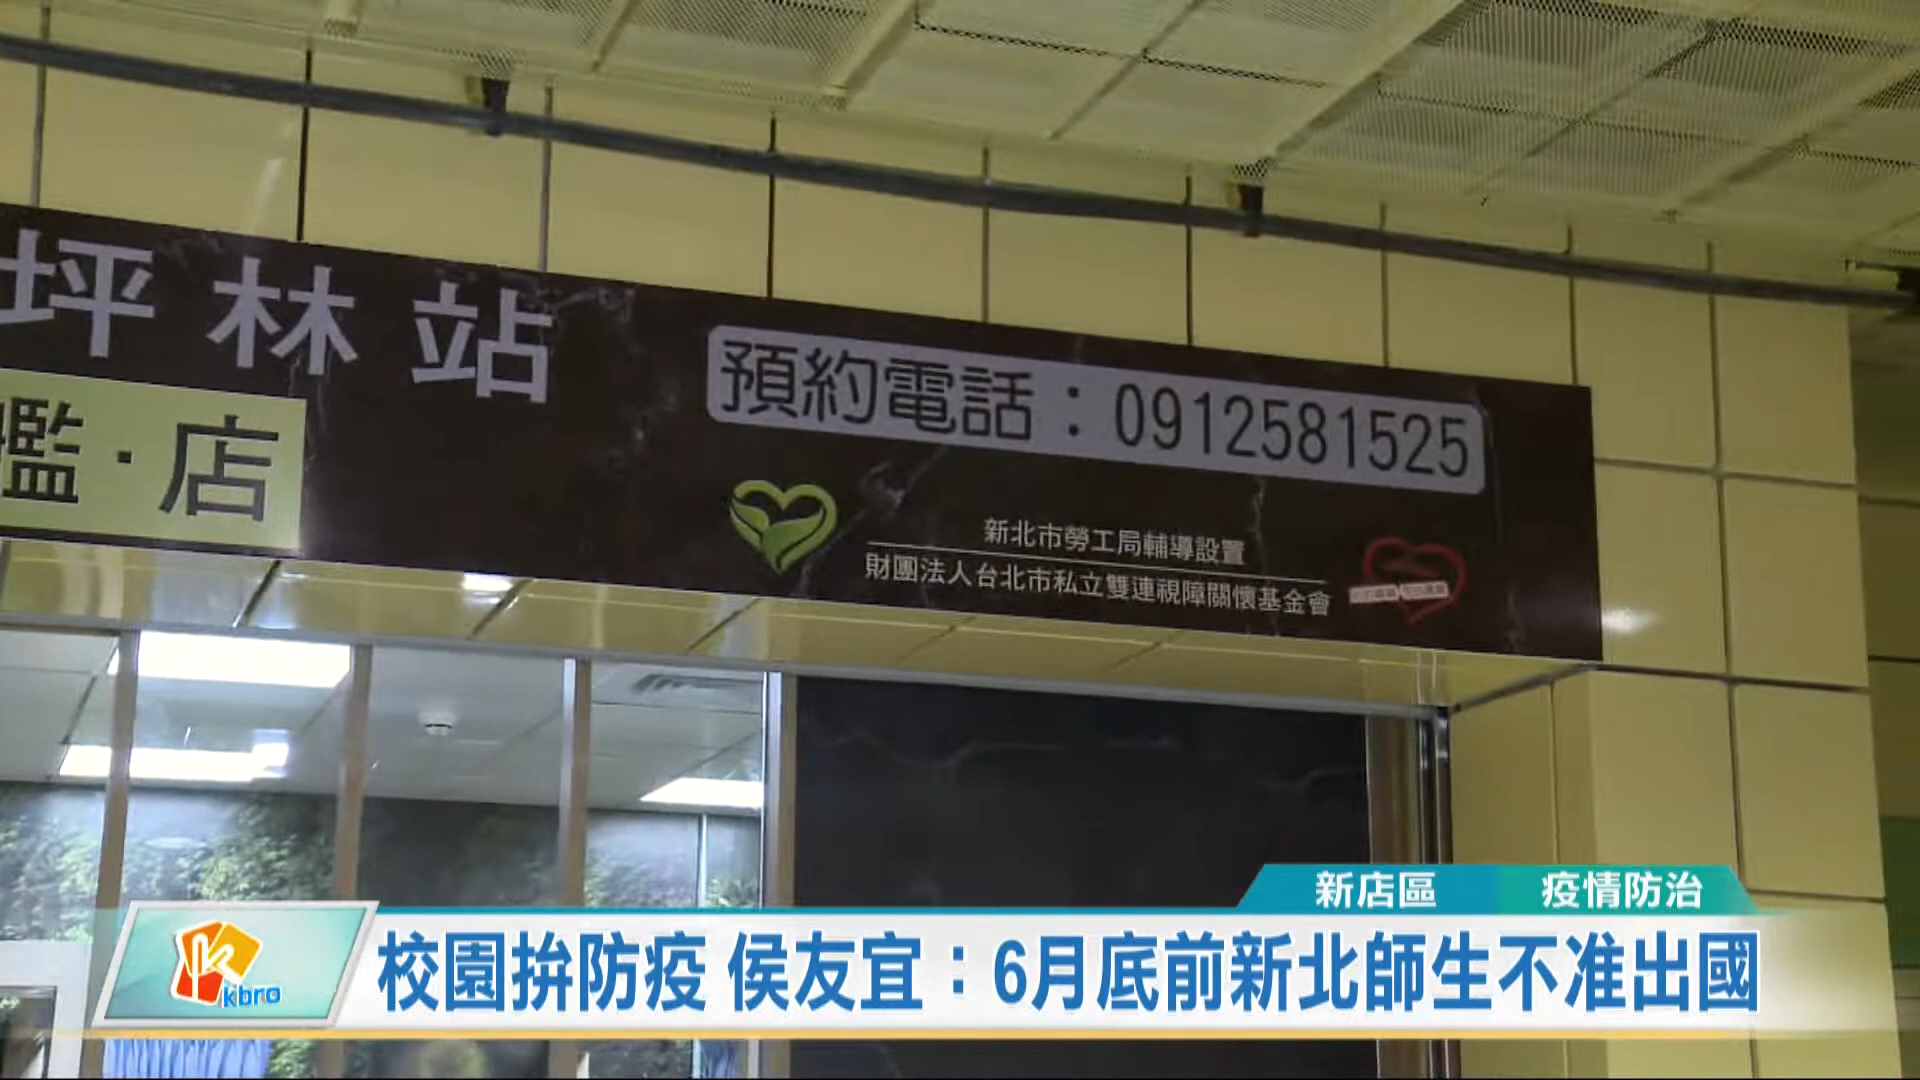 坪林站
預約電話：0912581525
艦·店
新北市勞工局輔導設置
財團法人台北市私立雙連視障關懷基金會
新店區 疫情防治
校園拚防疫 侯友宜：6月底前新北師生不准出國
kbro